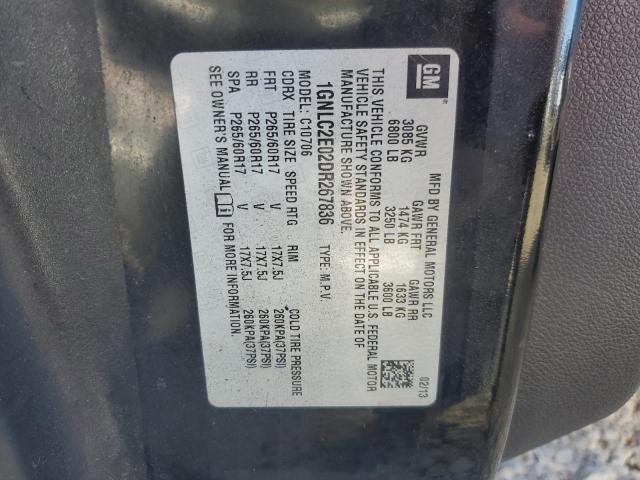 GM
MFD BY GENERAL MOTORS LLC
02/13
GVWR GAWR FRT GAWR RR
3085 KG 1474 KG 1633 KG
6800 LB 3250 LB 3600 LB
THIS VEHICLE CONFORMS TO ALL APPLICABLE U.S. FEDERAL MOTOR
VEHICLE SAFETY STANDARDS IN EFFECT ON THE DATE OF
MANUFACTURE SHOWN ABOVE.
1GNLC2E02DR267836 TYPE: M.P.V.
MODEL: C10706
CDRX TIRE SIZE SPEED RTG RIM COLD TIRE PRESSURE
FRT P265/60R17 V 17X7.5J 260KPA(37PSI)
RR P265/60R17 V 17X7.5J 260KPA(37PSI)
SPA P265/60R17 V 17X7.5J 260KPA(37PSI)
SEE OWNER'S MANUAL FOR MORE INFORMATION.